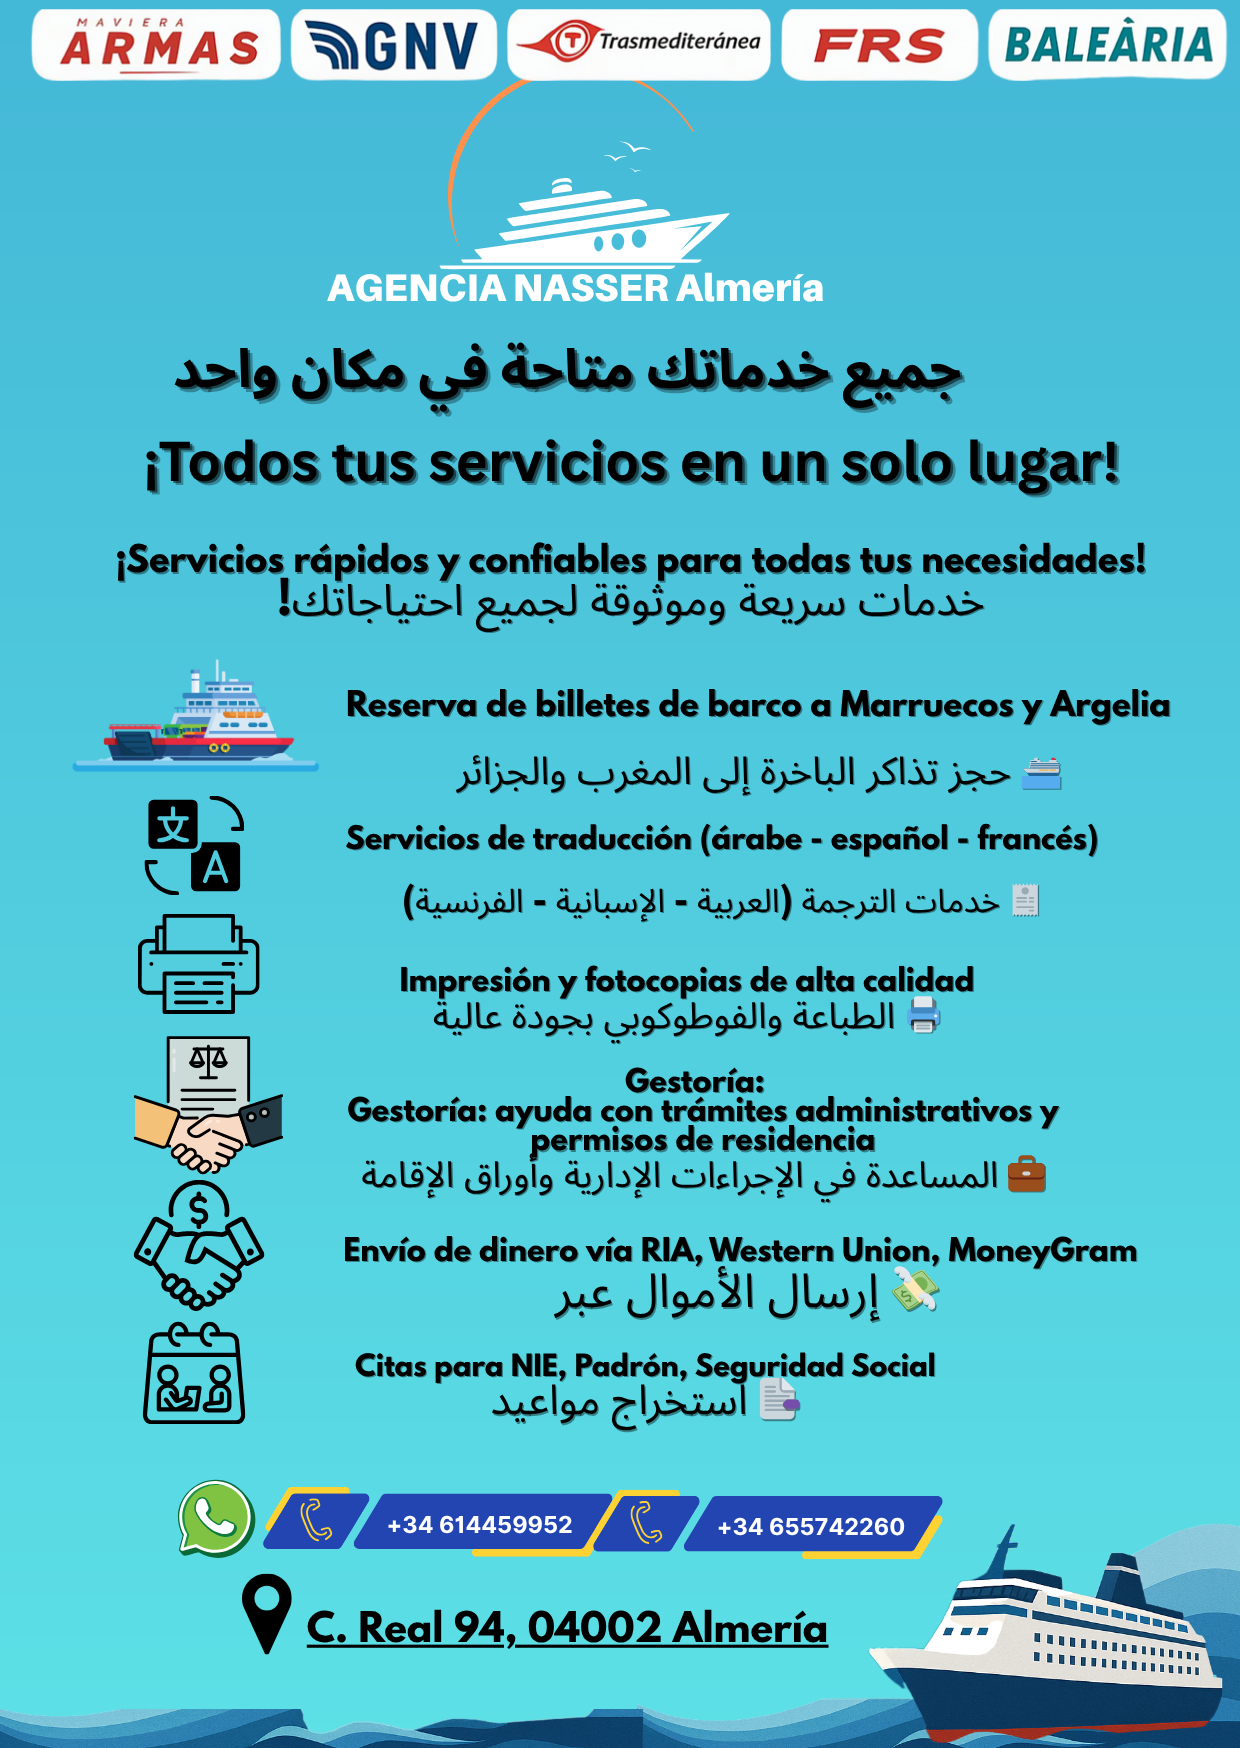 MAVIERA
ARMAS
GNV
Trasmediteránea
FRS
BALEÀRIA
AGENCIA NASSER Almería
جميع خدماتك متاحة في مكان واحد
¡Todos tus servicios en un solo lugar!
¡Servicios rápidos y confiables para todas tus necesidades!
خدمات سريعة وموثوقة لجميع احتياجاتك!
Reserva de billetes de barco a Marruecos y Argelia
حجز تذاكر الباخرة إلى المغرب والجزائر
Servicios de traducción (árabe - español - francés)
خدمات الترجمة (العربية - الإسبانية - الفرنسية)
Impresión y fotocopias de alta calidad
الطباعة والفوطوكوبي بجودة عالية
Gestoría:
Gestoría: ayuda con trámites administrativos y
permisos de residencia
المساعدة في الإجراءات الإدارية وأوراق الإقامة
Envío de dinero vía RIA, Western Union, MoneyGram
إرسال الأموال عبر
Citas para NIE, Padrón, Seguridad Social
استخراج مواعيد
+34 614459952
+34 655742260
C. Real 94, 04002 Almería